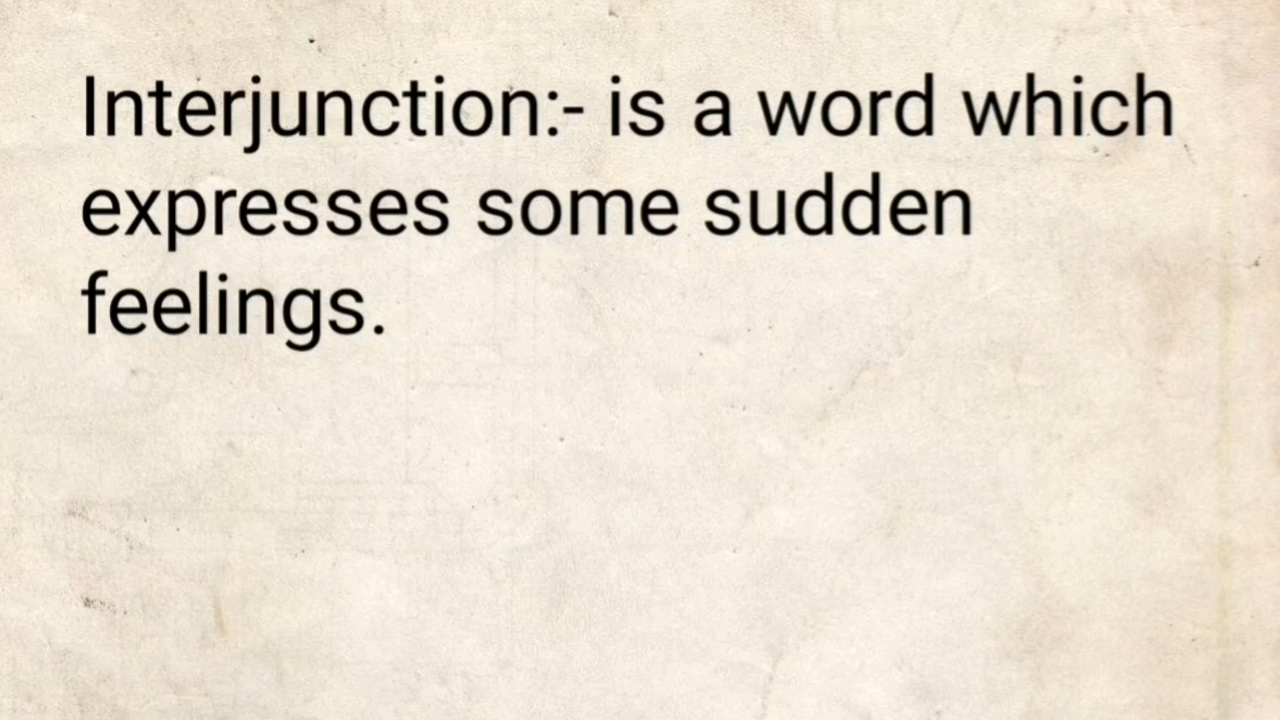 Interjunction:- is a word which
expresses some sudden
feelings.